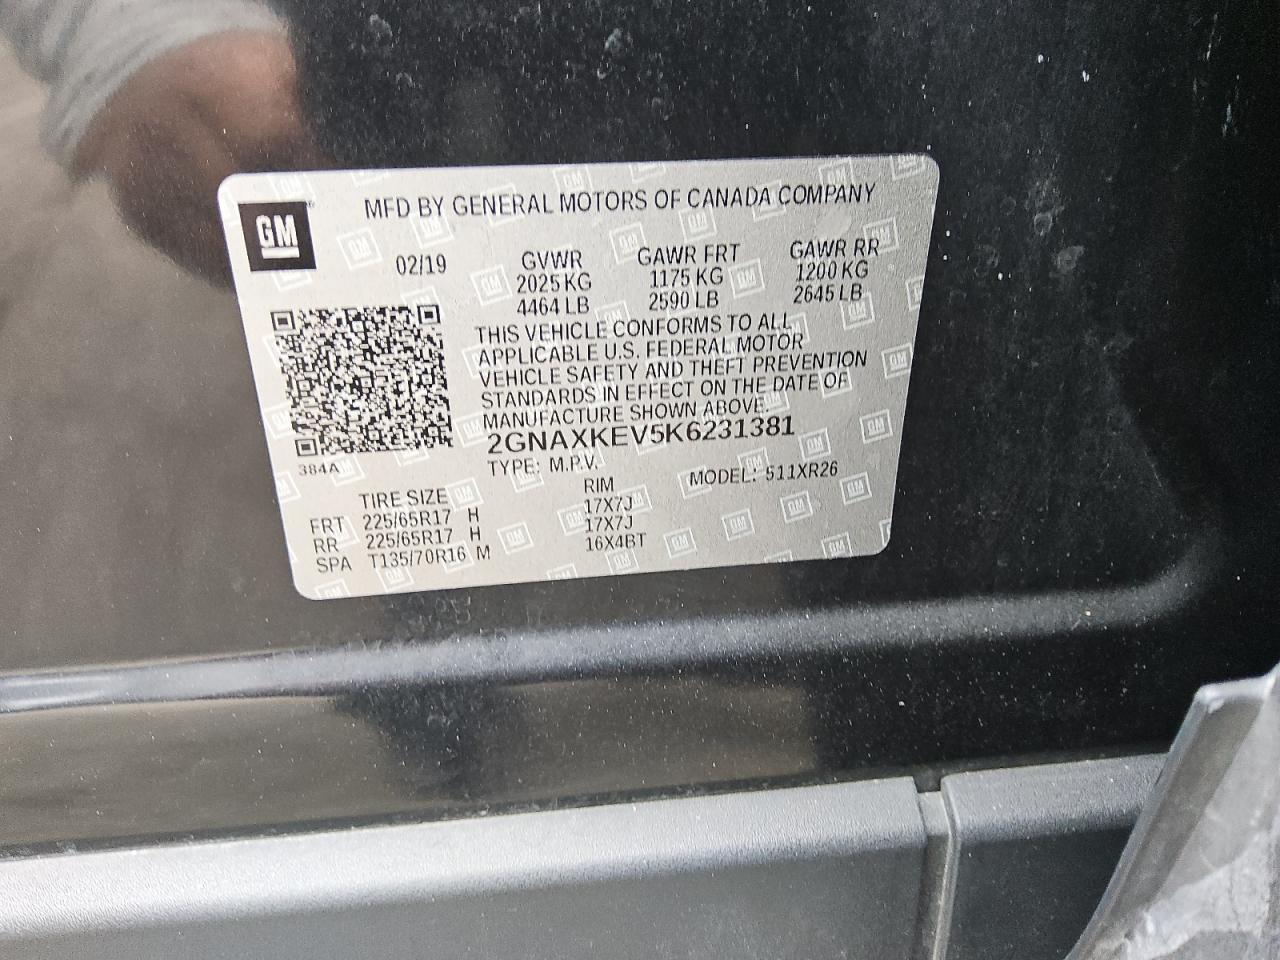 GM
MFD BY GENERAL MOTORS OF CANADA COMPANY
02/19 GVWR GAWR FRT GAWR RR
2025 KG 1175 KG 1200 KG
4464 LB 2590 LB 2645 LB
THIS VEHICLE CONFORMS TO ALL
APPLICABLE U.S. FEDERAL MOTOR
VEHICLE SAFETY AND THEFT PREVENTION
STANDARDS IN EFFECT ON THE DATE OF
MANUFACTURE SHOWN ABOVE.
2GNAXKEV5K6231381
384A
TYPE: M.P.V. MODEL: 511XR26
TIRE SIZE RIM
FRT 225/65R17 H 17X7J
RR 225/65R17 H 17X7J
SPA T135/70R16 M 16X4BT